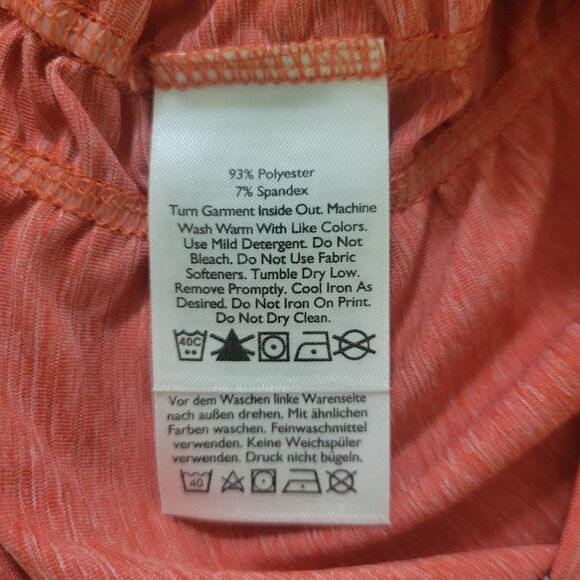 93% Polyester
7% Spandex
Turn Garment Inside Out. Machine
Wash Warm With Like Colors.
Use Mild Detergent. Do Not
Bleach. Do Not Use Fabric
Softeners. Tumble Dry Low.
Remove Promptly. Cool Iron As
Desired. Do Not Iron On Print.
Do Not Dry Clean.
40C
Vor dem Waschen linke Warenseite
nach außen drehen. Mit ähnlichen
Farben waschen. Feinwaschmittel
verwenden. Keine Weichspüler
verwenden. Druck nicht bügeln.
40